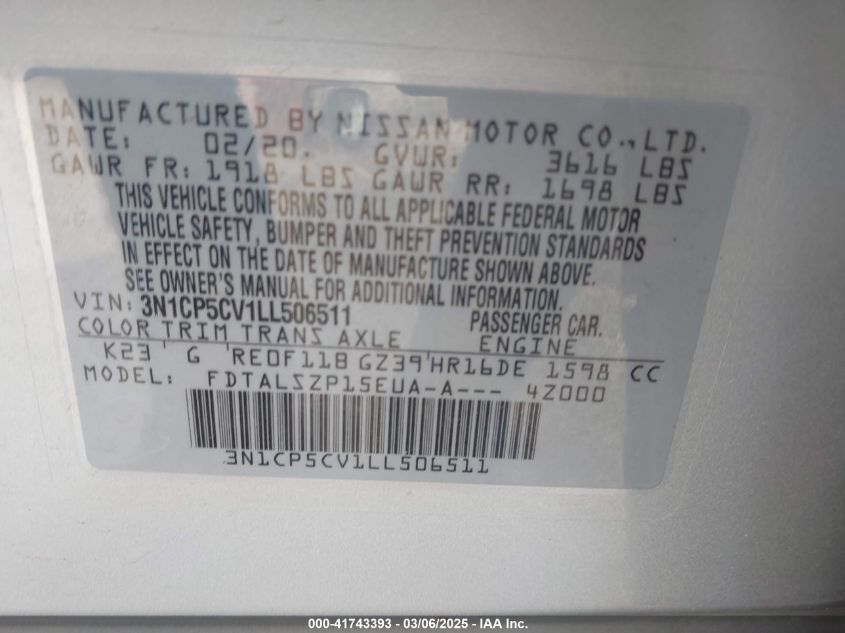 MANUFACTURED BY NISSAN MOTOR CO., LTD.
DATE: 02/20. GVWR: 3616 LBS
GAWR FR: 1918 LBS GAWR RR: 1698 LBS
THIS VEHICLE CONFORMS TO ALL APPLICABLE FEDERAL MOTOR
VEHICLE SAFETY, BUMPER AND THEFT PREVENTION STANDARDS
IN EFFECT ON THE DATE OF MANUFACTURE SHOWN ABOVE.
SEE OWNER'S MANUAL FOR ADDITIONAL INFORMATION.
VIN: 3N1CP5CV1LL506511 PASSENGER CAR.
COLOR TRIM TRANS AXLE ENGINE
K23 G RE0F11B GZ39 HR16DE 1598 CC
MODEL: FDTALSZP15EUA-A--- 4Z000
3N1CP5CV1LL506511
000-41743393 - 03/06/2025 - IAA Inc.